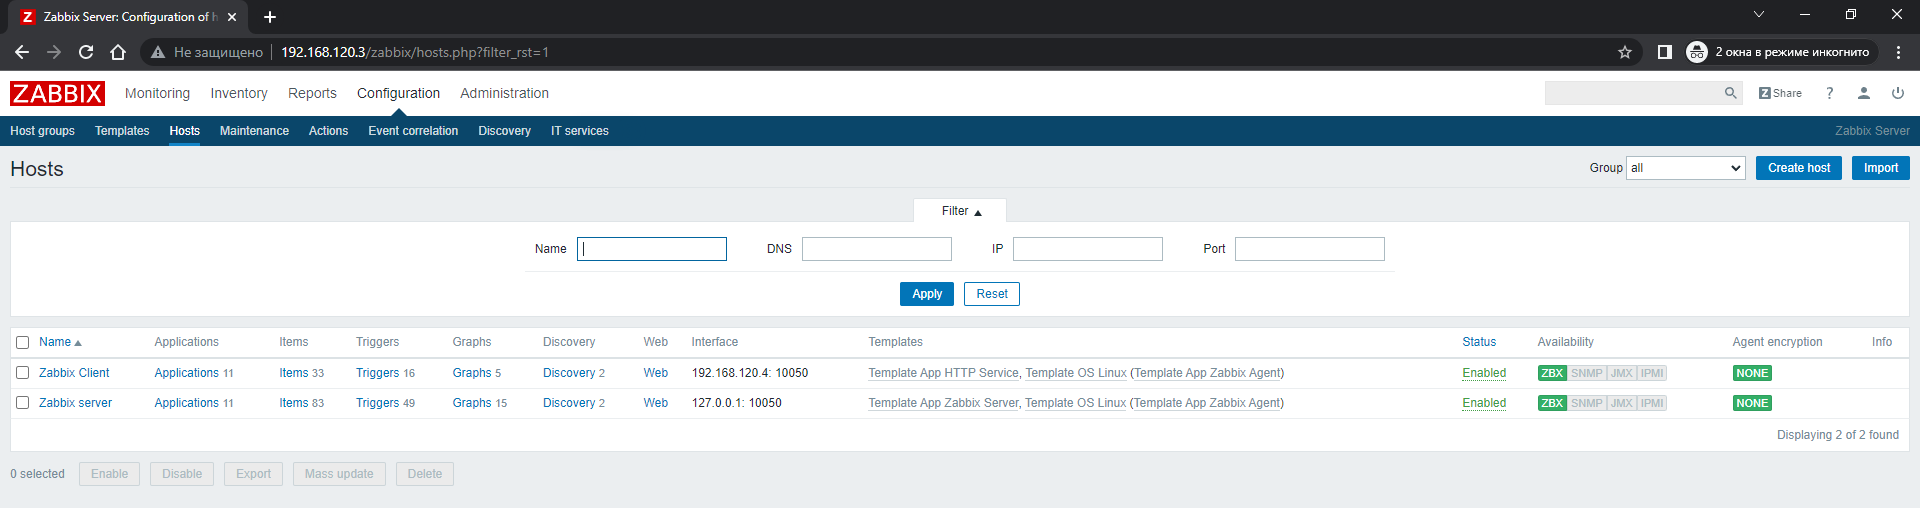 Z Zabbix Server: Configuration of h
Не защищено 192.168.120.3/zabbix/hosts.php?filter_rst=1 2 окна в режиме инкогнито
ZABBIX Monitoring Inventory Reports Configuration Administration Z Share ?
Host groups Templates Hosts Maintenance Actions Event correlation Discovery IT services Zabbix Server
Hosts Group all Create host Import
Filter
Name DNS IP Port
Apply Reset
Name Applications Items Triggers Graphs Discovery Web Interface Templates Status Availability Agent encryption Info
Zabbix Client Applications 11 Items 33 Triggers 16 Graphs 5 Discovery 2 Web 192.168.120.4: 10050 Template App HTTP Service, Template OS Linux (Template App Zabbix Agent) Enabled ZBX SNMP JMX IPMI NONE
Zabbix server Applications 11 Items 83 Triggers 49 Graphs 15 Discovery 2 Web 127.0.0.1: 10050 Template App Zabbix Server, Template OS Linux (Template App Zabbix Agent) Enabled ZBX SNMP JMX IPMI NONE
Displaying 2 of 2 found
0 selected Enable Disable Export Mass update Delete